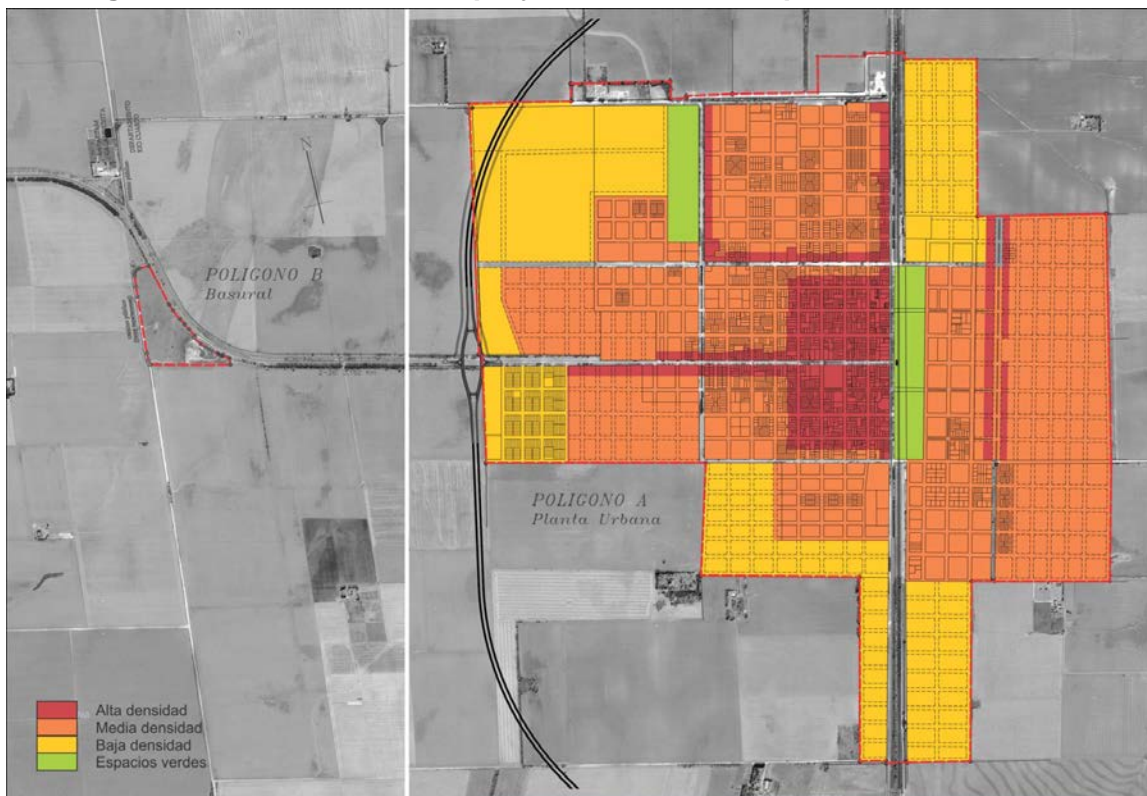 POLIGONO B
Basural
POLIGONO A
Planta Urbana
Alta densidad
Media densidad
Baja densidad
Espacios verdes